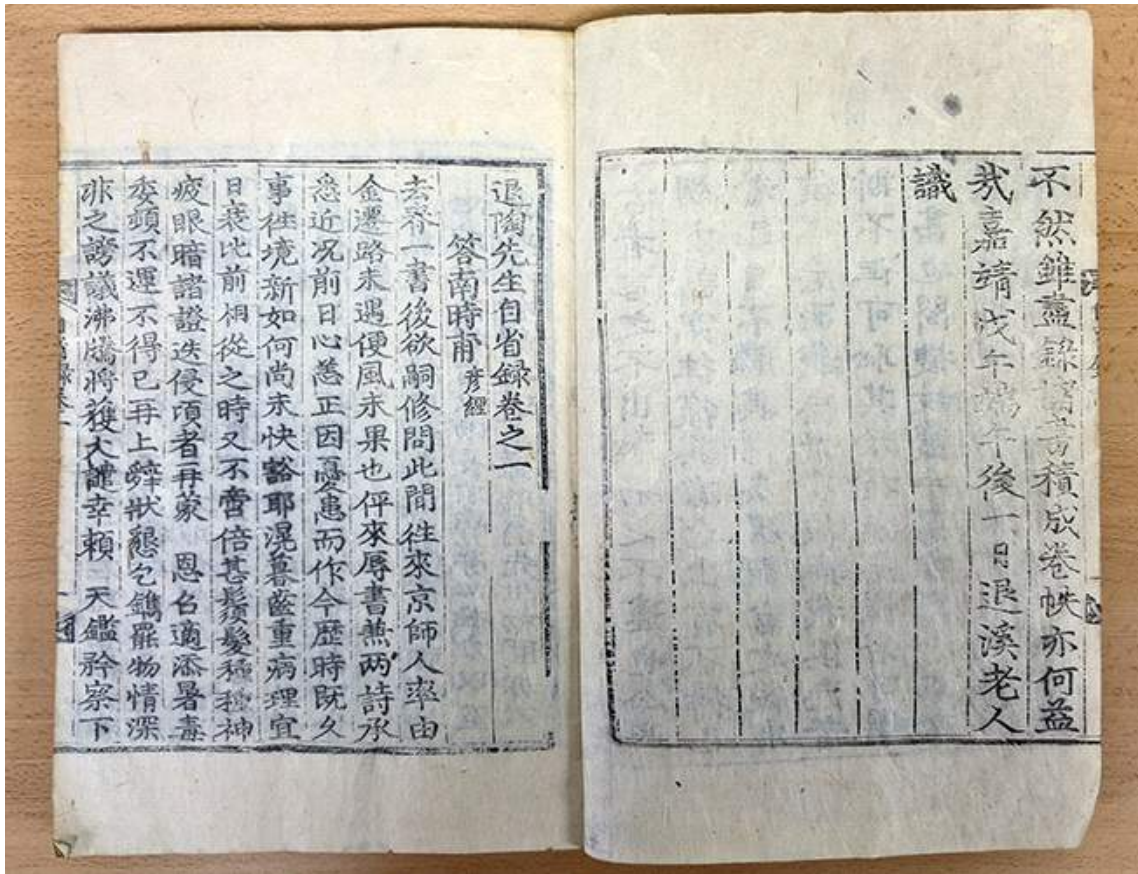 不然雖盡錄諸書積成卷帙亦何益
㢤嘉靖戊午端午後一日退溪老人
識
退陶先生自省錄卷之一
答南時甫 彦經
去吝一書後欲嗣修問此間往來京師人率由
金遷路未遇便風未果也伻來辱書兼兩詩承
悉近况前日心恙正因憂患而作今歷時旣久
事往境新如何尚未快豁耶滉暮齒重病理宜
日衰比前相從之時又不啻倍甚鬚髮種種神
疲眼暗諸證迭侵頃者再蒙 恩召適添暑毒
委頓不運不得已再上辭狀懇乞鐫罷物情深
非之謗議沸騰將獲大譴幸賴 天鑑矜察下